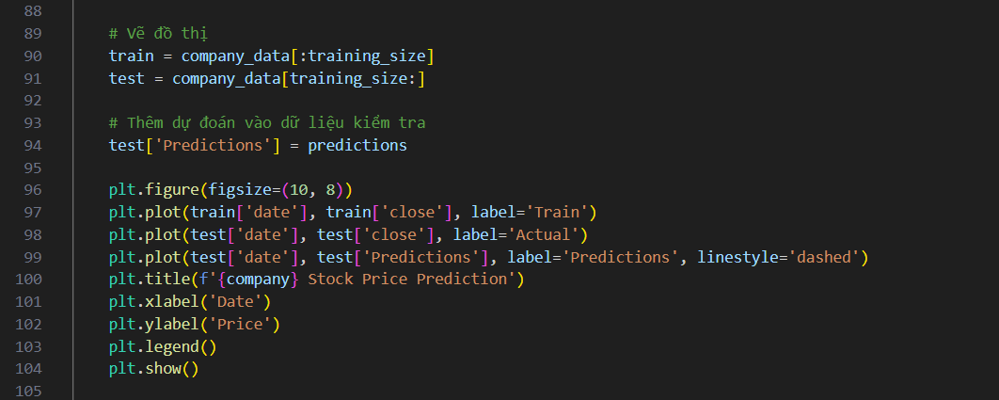 88
89 # Vẽ đồ thị
90 train = company_data[:training_size]
91 test = company_data[training_size:]
92
93 # Thêm dự đoán vào dữ liệu kiểm tra
94 test['Predictions'] = predictions
95
96 plt.figure(figsize=(10, 8))
97 plt.plot(train['date'], train['close'], label='Train')
98 plt.plot(test['date'], test['close'], label='Actual')
99 plt.plot(test['date'], test['Predictions'], label='Predictions', linestyle='dashed')
100 plt.title(f'{company} Stock Price Prediction')
101 plt.xlabel('Date')
102 plt.ylabel('Price')
103 plt.legend()
104 plt.show()
105